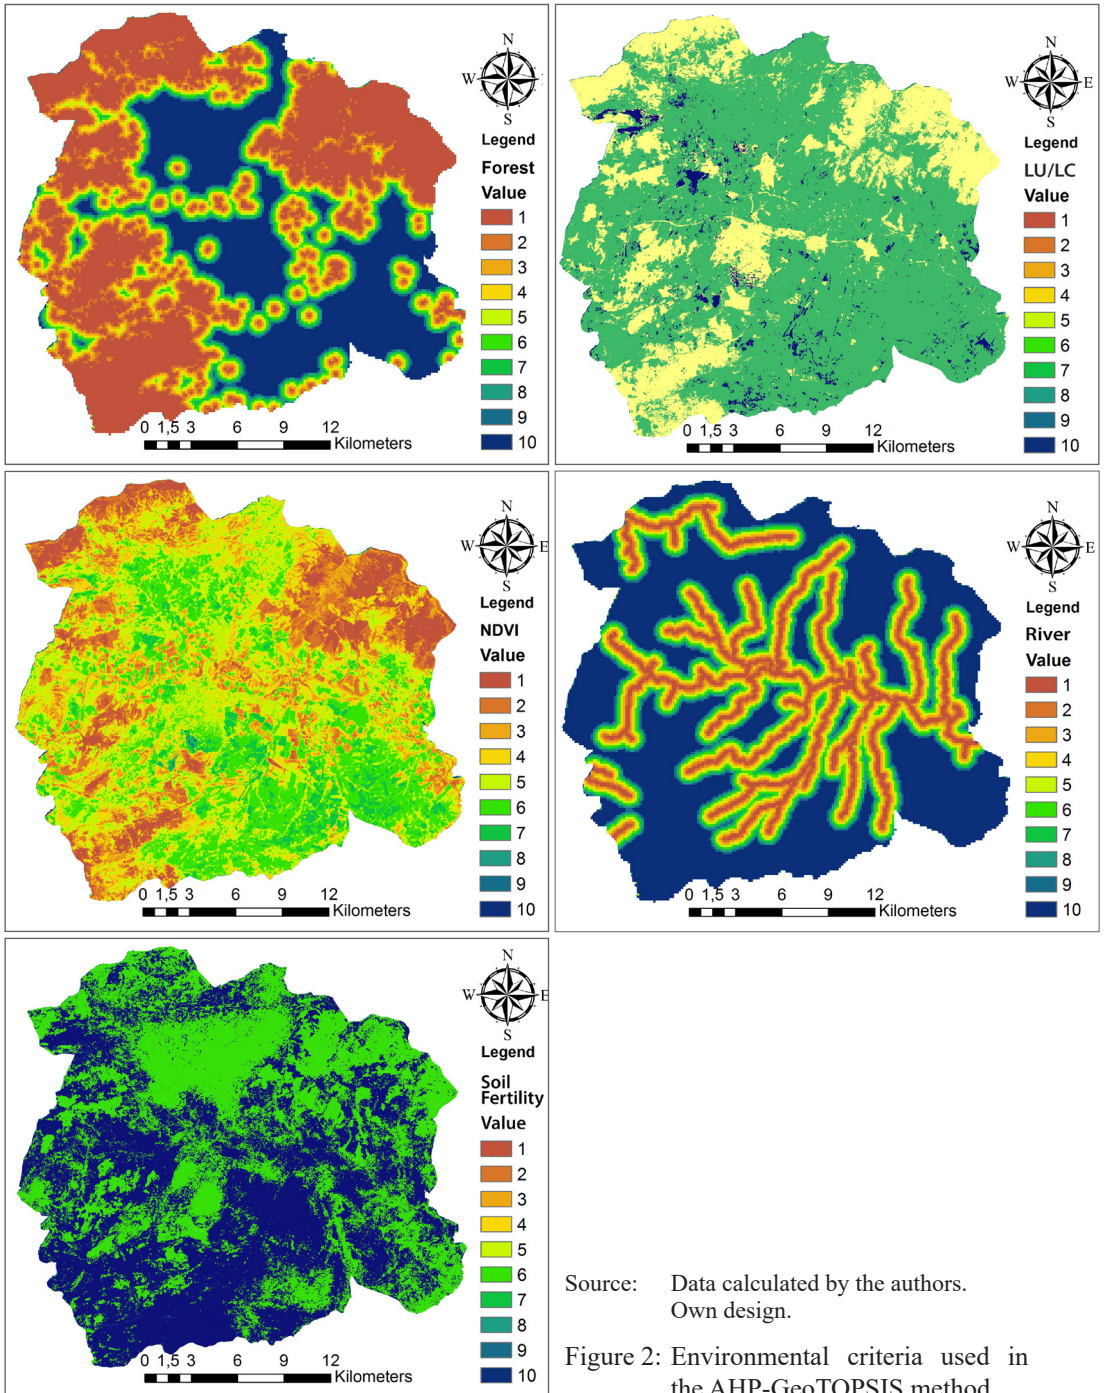 N
W E
S
Legend
Forest
Value
1
2
3
4
5
6
7
8
9
10
0 1,5 3 6 9 12
Kilometers
N
W E
S
Legend
LU/LC
Value
1
2
3
4
5
6
7
8
9
10
0 1,5 3 6 9 12
Kilometers
N
W E
S
Legend
NDVI
Value
1
2
3
4
5
6
7
8
9
10
0 1,5 3 6 9 12
Kilometers
N
W E
S
Legend
River
Value
1
2
3
4
5
6
7
8
9
10
0 1,5 3 6 9 12
Kilometers
N
W E
S
Legend
Soil
Fertility
Value
1
2
3
4
5
6
7
8
9
10
0 1,5 3 6 9 12
Kilometers
Source: Data calculated by the authors.
Own design.
Figure 2: Environmental criteria used in
the AHP-GeoTOPSIS method